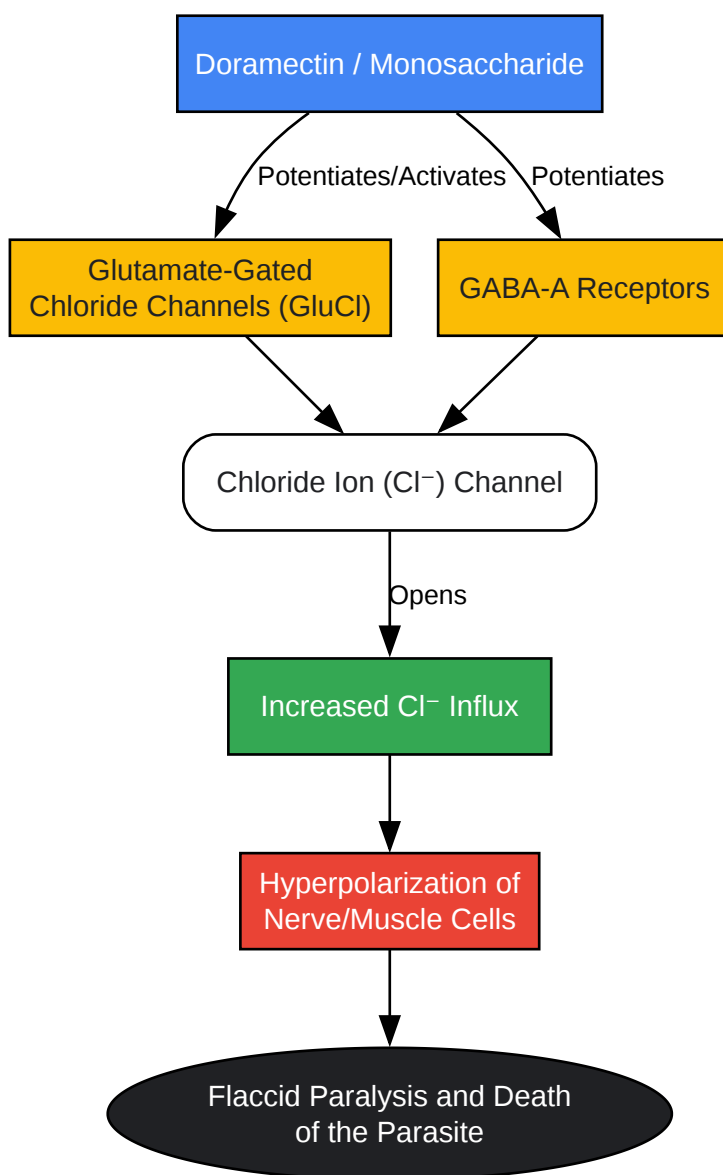 Doramectin / Monosaccharide
Potentiates/Activates
Potentiates
Glutamate-Gated
Chloride Channels (GluCl)
GABA-A Receptors
Chloride Ion (Cl⁻) Channel
Opens
Increased Cl⁻ Influx
Hyperpolarization of
Nerve/Muscle Cells
Flaccid Paralysis and Death
of the Parasite